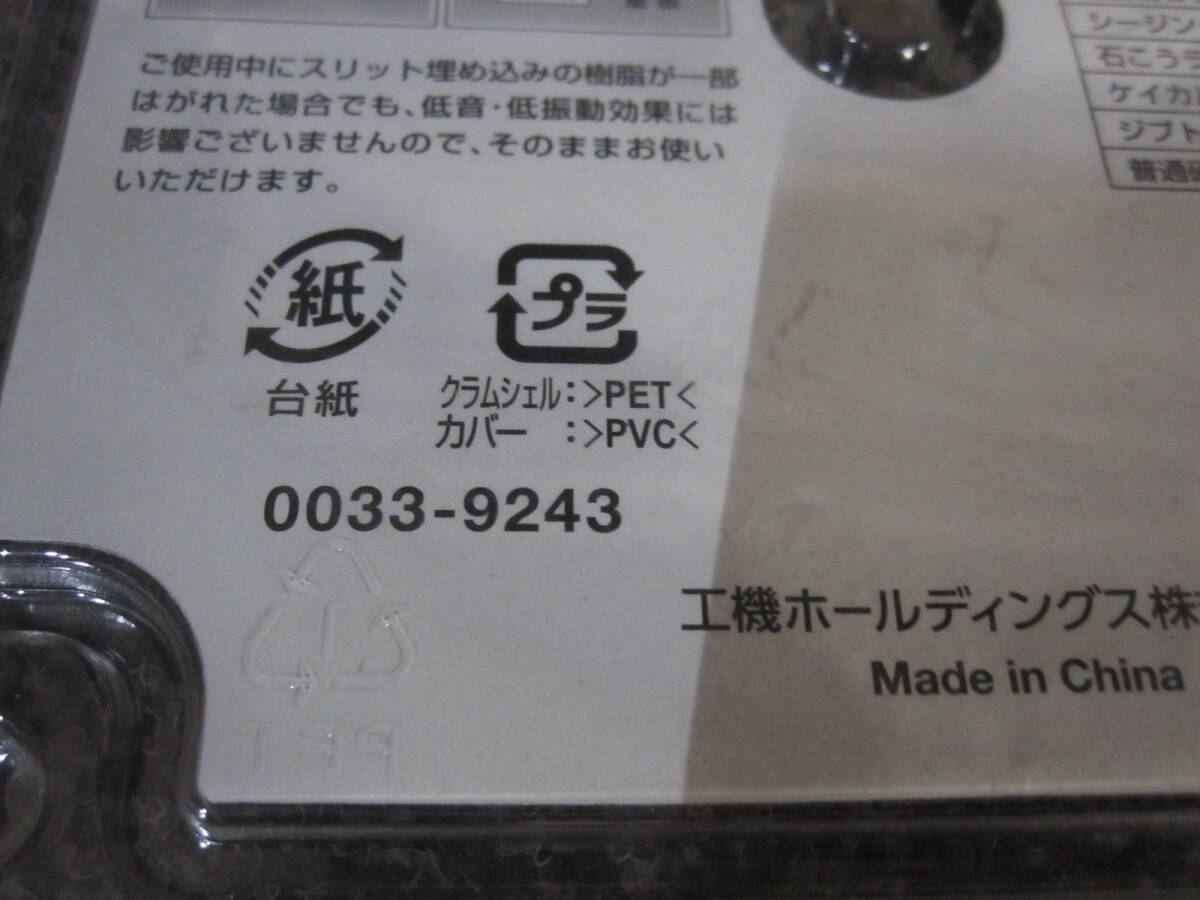 ご使用中にスリット埋め込みの樹脂が一部
はがれた場合でも、低音・低振動効果には
影響ございませんので、そのままお使い
いただけます。
シージン
石こうラ
ケイカ
ジプト
普通
紙
台紙
プラ
クラムシェル:>PET<
カバー :>PVC<
0033-9243
PET
工機ホールディングス株
Made in China